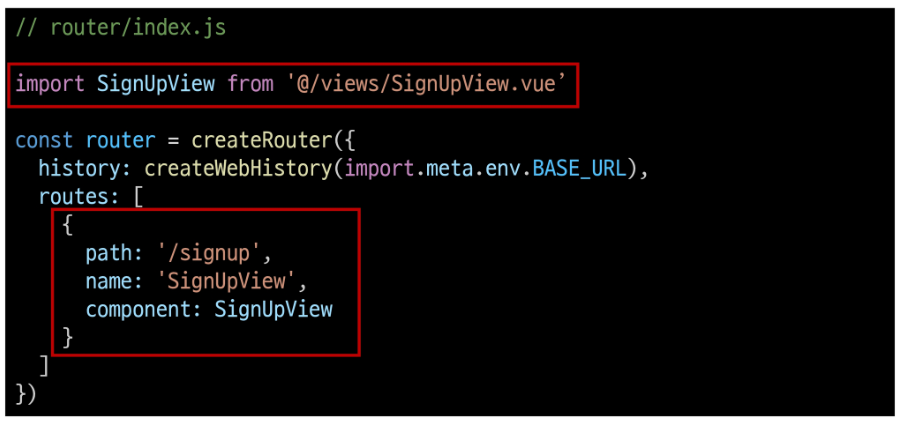 // router/index.js
import SignUpView from '@/views/SignUpView.vue’
const router = createRouter({
  history: createWebHistory(import.meta.env.BASE_URL),
  routes: [
    {
      path: '/signup',
      name: 'SignUpView',
      component: SignUpView
    }
  ]
})